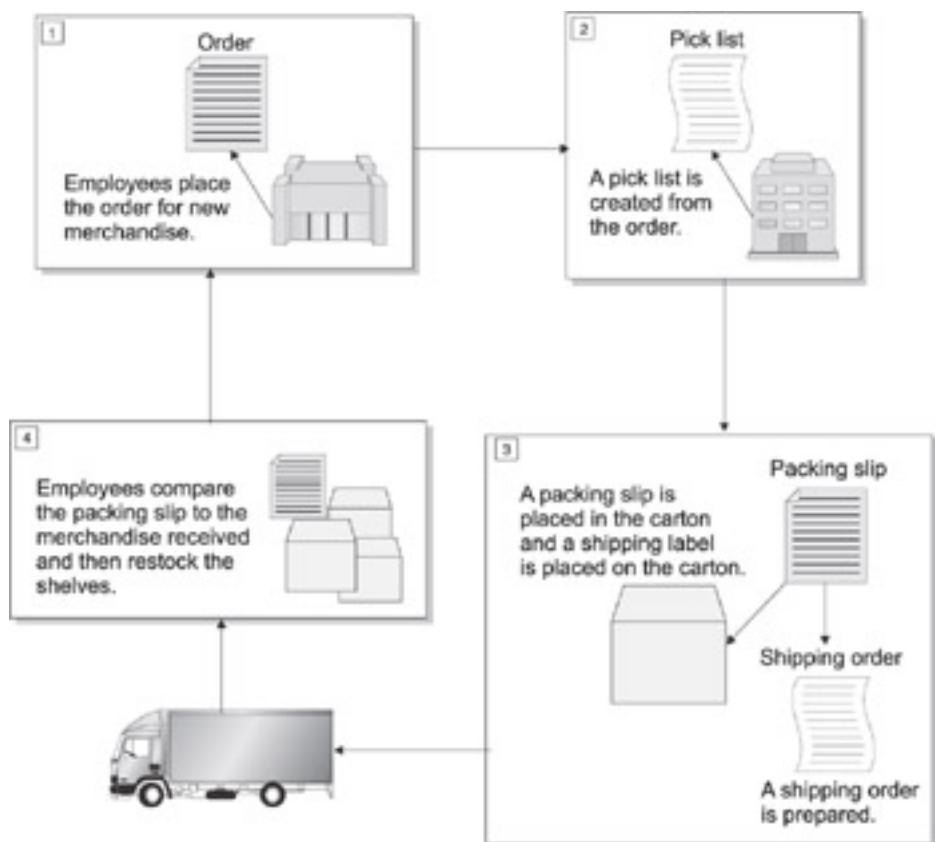 1
Order
Employees place
the order for new
merchandise.
2
Pick list
A pick list is
created from
the order.
3
Packing slip
A packing slip is
placed in the carton
and a shipping label
is placed on the carton.
Shipping order
A shipping order
is prepared.
4
Employees compare
the packing slip to the
merchandise received
and then restock the
shelves.